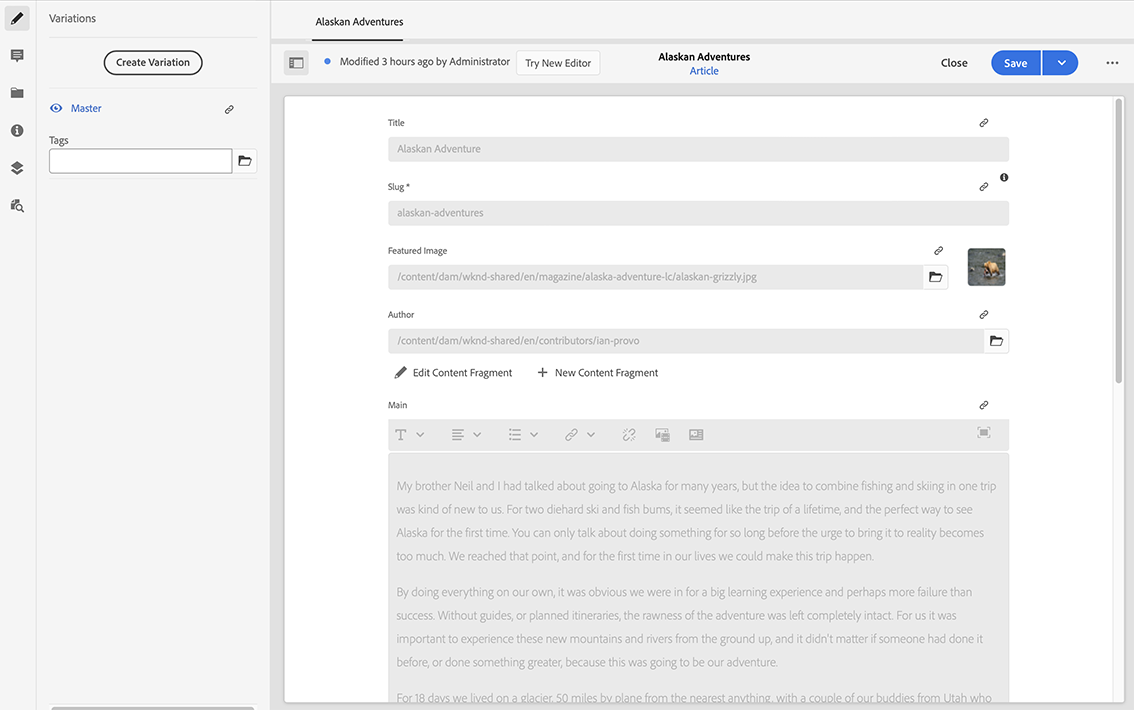 Variations
Create Variation
Master
Tags
Alaskan Adventures
Modified 3 hours ago by Administrator
Try New Editor
Alaskan Adventures
Article
Close
Save
Title
Alaskan Adventure
Slug *
alaskan-adventures
Featured Image
/content/dam/wknd-shared/en/magazine/alaska-adventure-lc/alaskan-grizzly.jpg
Author
/content/dam/wknd-shared/en/contributors/ian-provo
Edit Content Fragment
New Content Fragment
Main
My brother Neil and I had talked about going to Alaska for many years, but the idea to combine fishing and skiing in one trip
was kind of new to us. For two diehard ski and fish bums, it seemed like the trip of a lifetime, and the perfect way to see
Alaska for the first time. You can only talk about doing something for so long before the urge to bring it to reality becomes
too much. We reached that point, and for the first time in our lives we could make this trip happen.
By doing everything on our own, it was obvious we were in for a big learning experience and perhaps more failure than
success. Without guides, or planned itineraries, the rawness of the adventure was left completely intact. For us it was
important to experience these new mountains and rivers from the ground up, and it didn't matter if someone had done it
before, or done something greater, because this was going to be our adventure.
For 18 days we lived on a glacier, 50 miles by plane from the nearest anything, with a couple of our buddies from Utah who